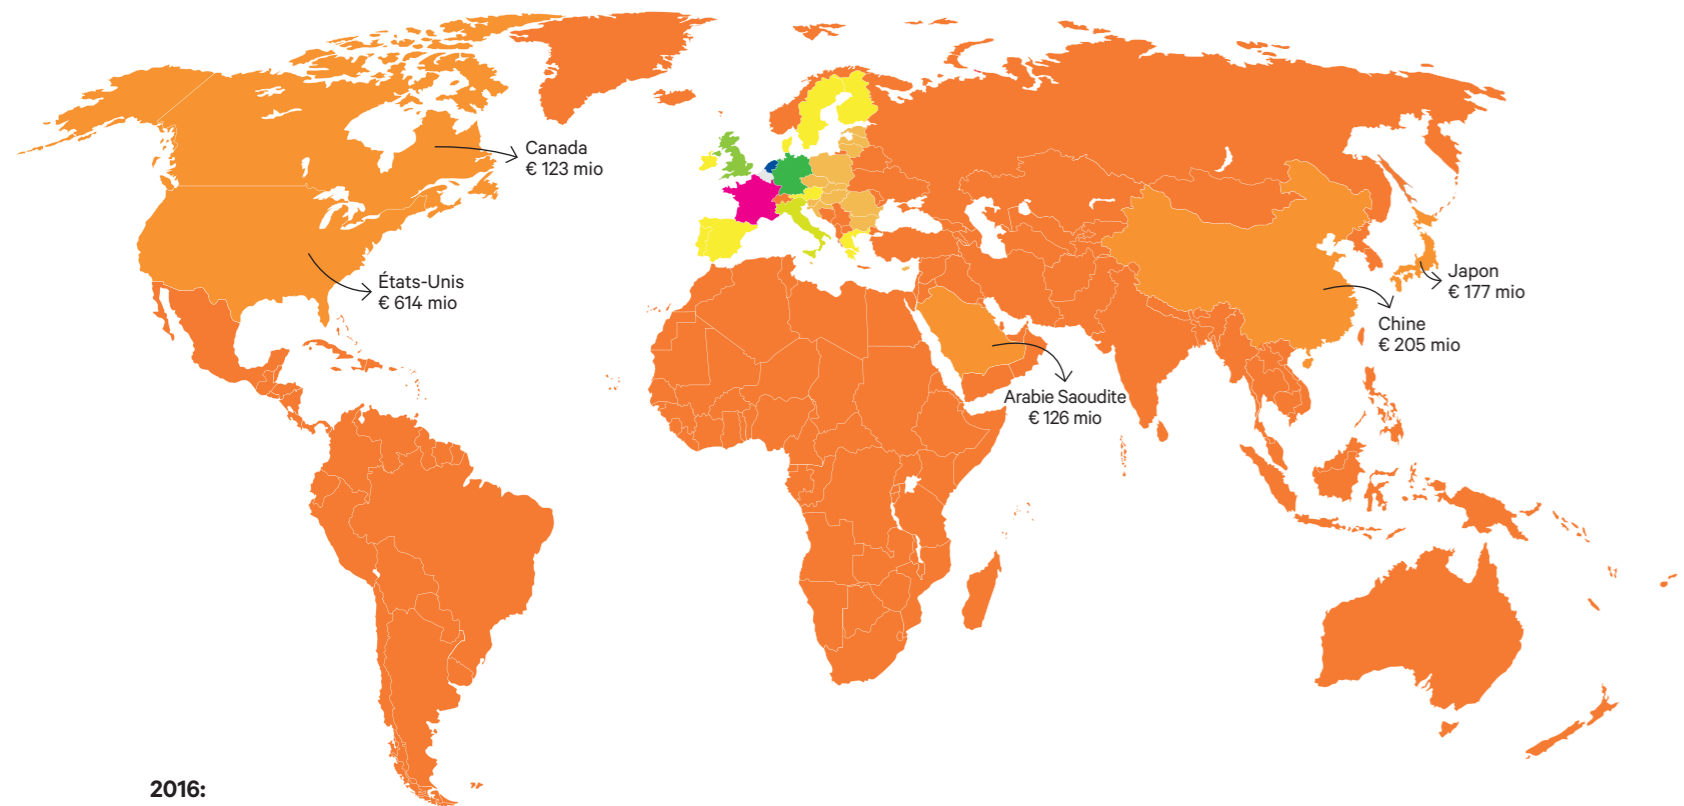 Canada
€ 123 mio
États-Unis
€ 614 mio
Japon
€ 177 mio
Chine
€ 205 mio
Arabie Saoudite
€ 126 mio
2016: